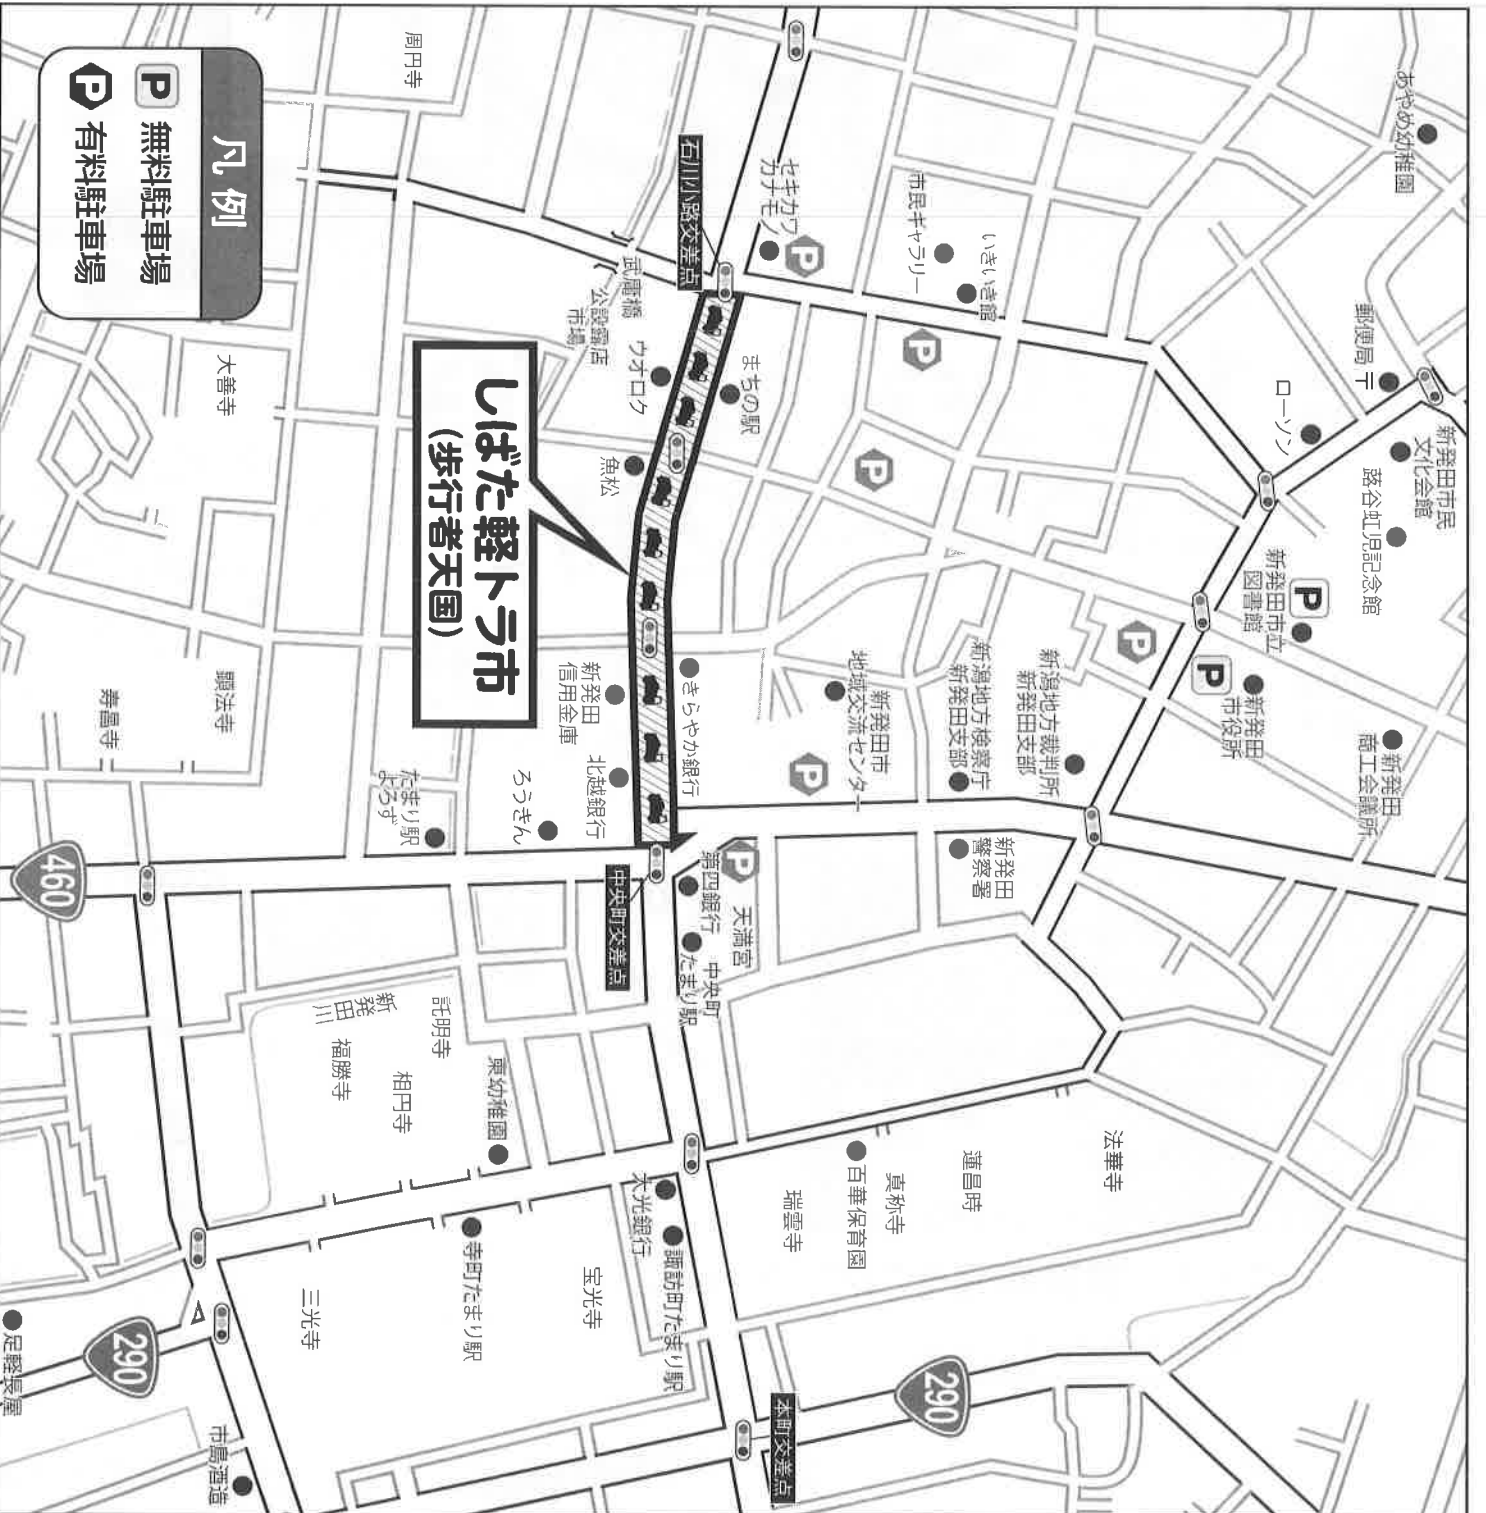 凡例
P 無料駐車場
P 有料駐車場
周円寺
石川小路交差点
セキカワ
カナモノ
P
市民ギャラリー
いきいき館
あやめ幼稚園
郵便局 〒
ローソン
新発田市民
文化会館
蕗谷虹児記念館
P
新発田市立
図書館
P
新発田
市役所
新発田
商工会議所
P
P
P
武庸橋
公設露店
市場
ウオロク
まちの駅
魚松
大善寺
しばた軽トラ市
(歩行者天国)
新潟地方裁判所
新発田支部
新潟地方検察庁
新発田支部
新発田市
地域交流センター
P
きらやか銀行
新発田
信用金庫
北越銀行
ろうきん
たまり駅
よろず
顕法寺
寿昌寺
460
中央町交差点
P
第四銀行
天満宮
中央町
たまり駅
新発田
警察署
新発田川
託明寺
福勝寺
相円寺
東幼稚園
大光銀行
諏訪町たまり駅
宝光寺
寺町たまり駅
三光寺
瑞雲寺
百華保育園
真称寺
蓮昌時
法華寺
290
290
本町交差点
足軽長屋
市島酒造